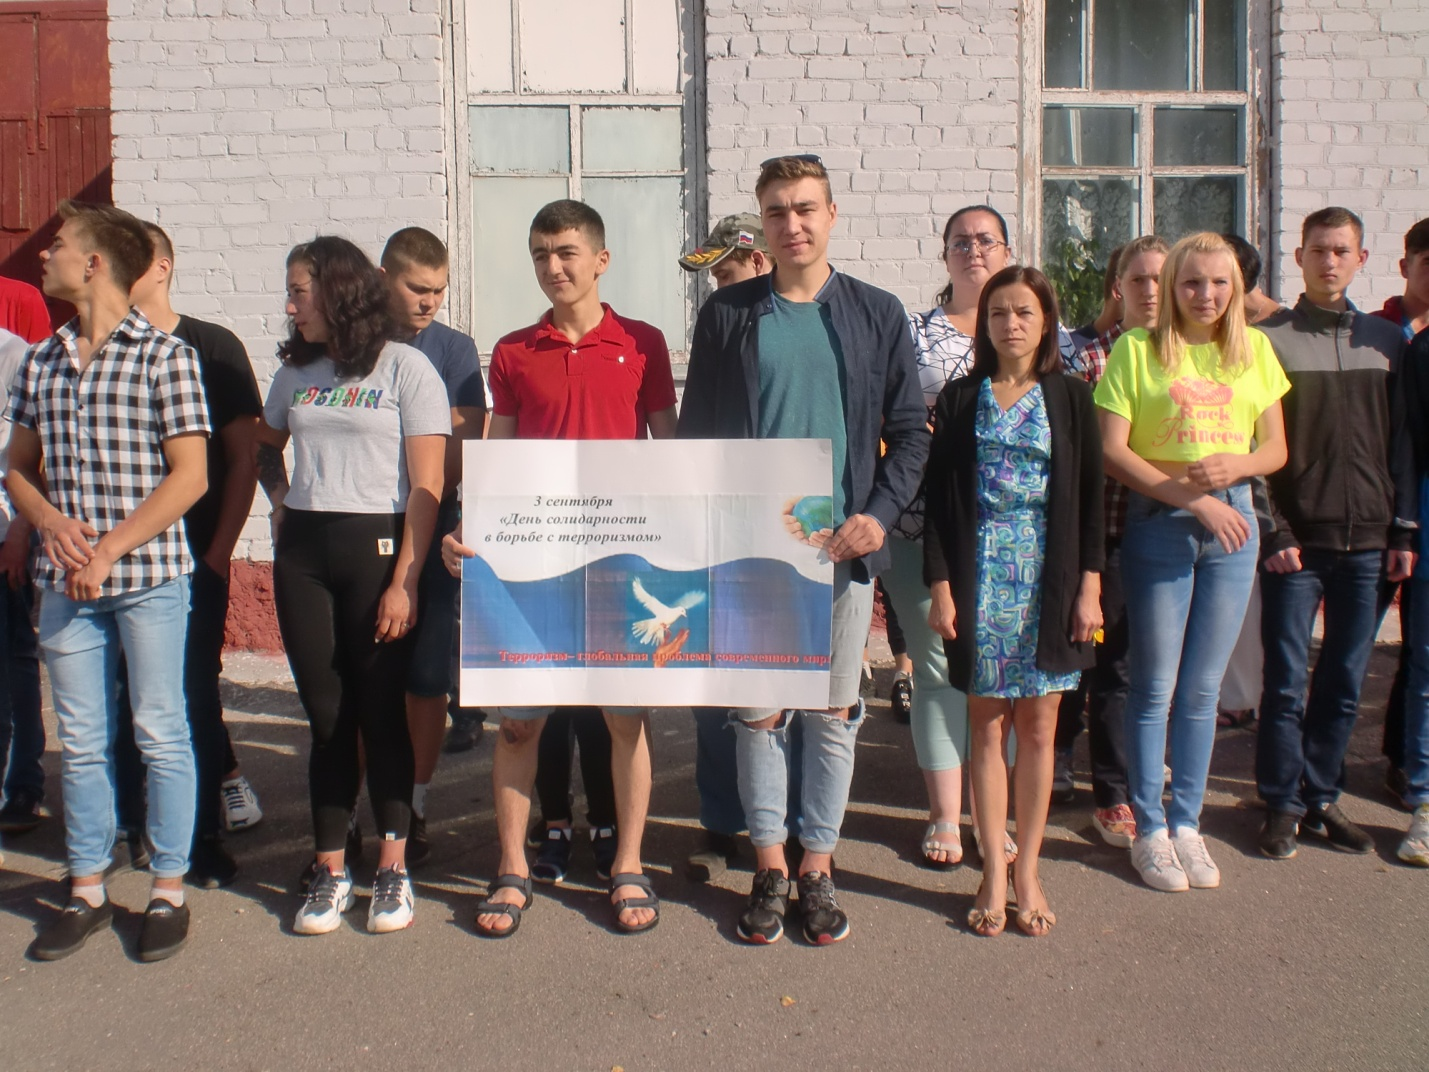 3 сентября
«День солидарности
в борьбе с терроризмом»
Терроризм– глобальная проблема современного мира
Rock
Princess